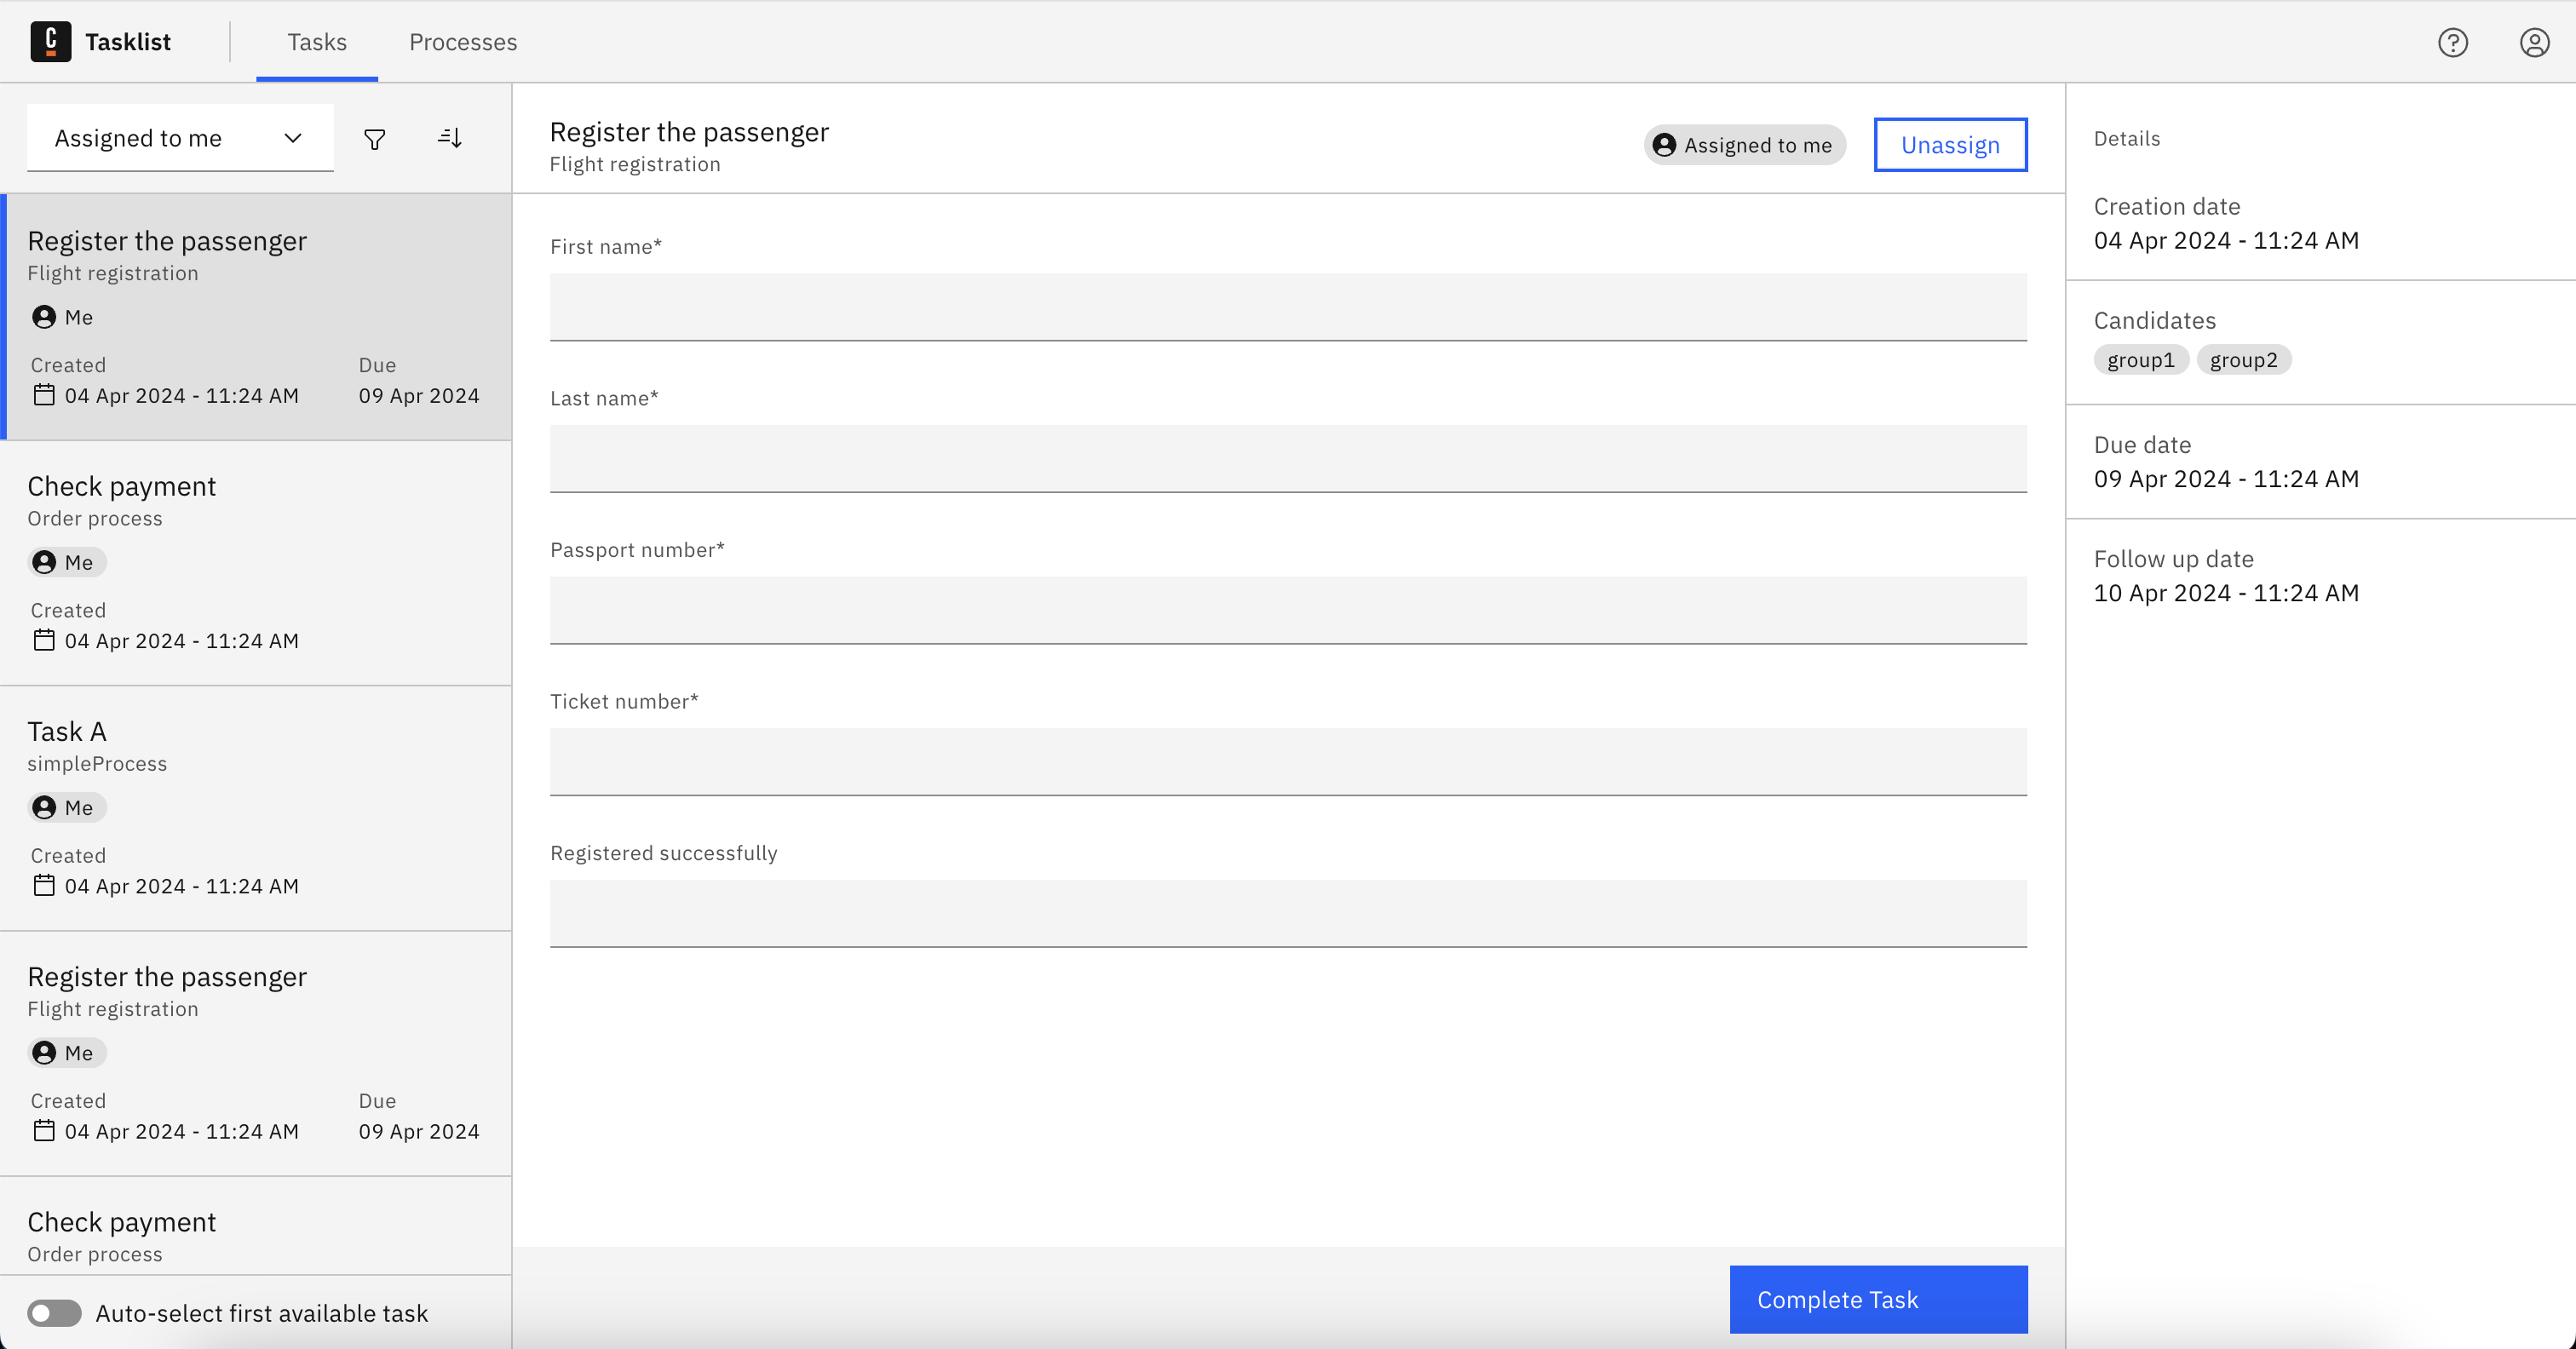 Tasklist
Tasks
Processes
Assigned to me
Register the passenger
Flight registration
Me
Created
Due
04 Apr 2024 - 11:24 AM
09 Apr 2024
Check payment
Order process
Me
Created
04 Apr 2024 - 11:24 AM
Task A
simpleProcess
Me
Created
04 Apr 2024 - 11:24 AM
Register the passenger
Flight registration
Me
Created
Due
04 Apr 2024 - 11:24 AM
09 Apr 2024
Check payment
Order process
Auto-select first available task
Register the passenger
Flight registration
Assigned to me
Unassign
First name*
Last name*
Passport number*
Ticket number*
Registered successfully
Complete Task
Details
Creation date
04 Apr 2024 - 11:24 AM
Candidates
group1 group2
Due date
09 Apr 2024 - 11:24 AM
Follow up date
10 Apr 2024 - 11:24 AM